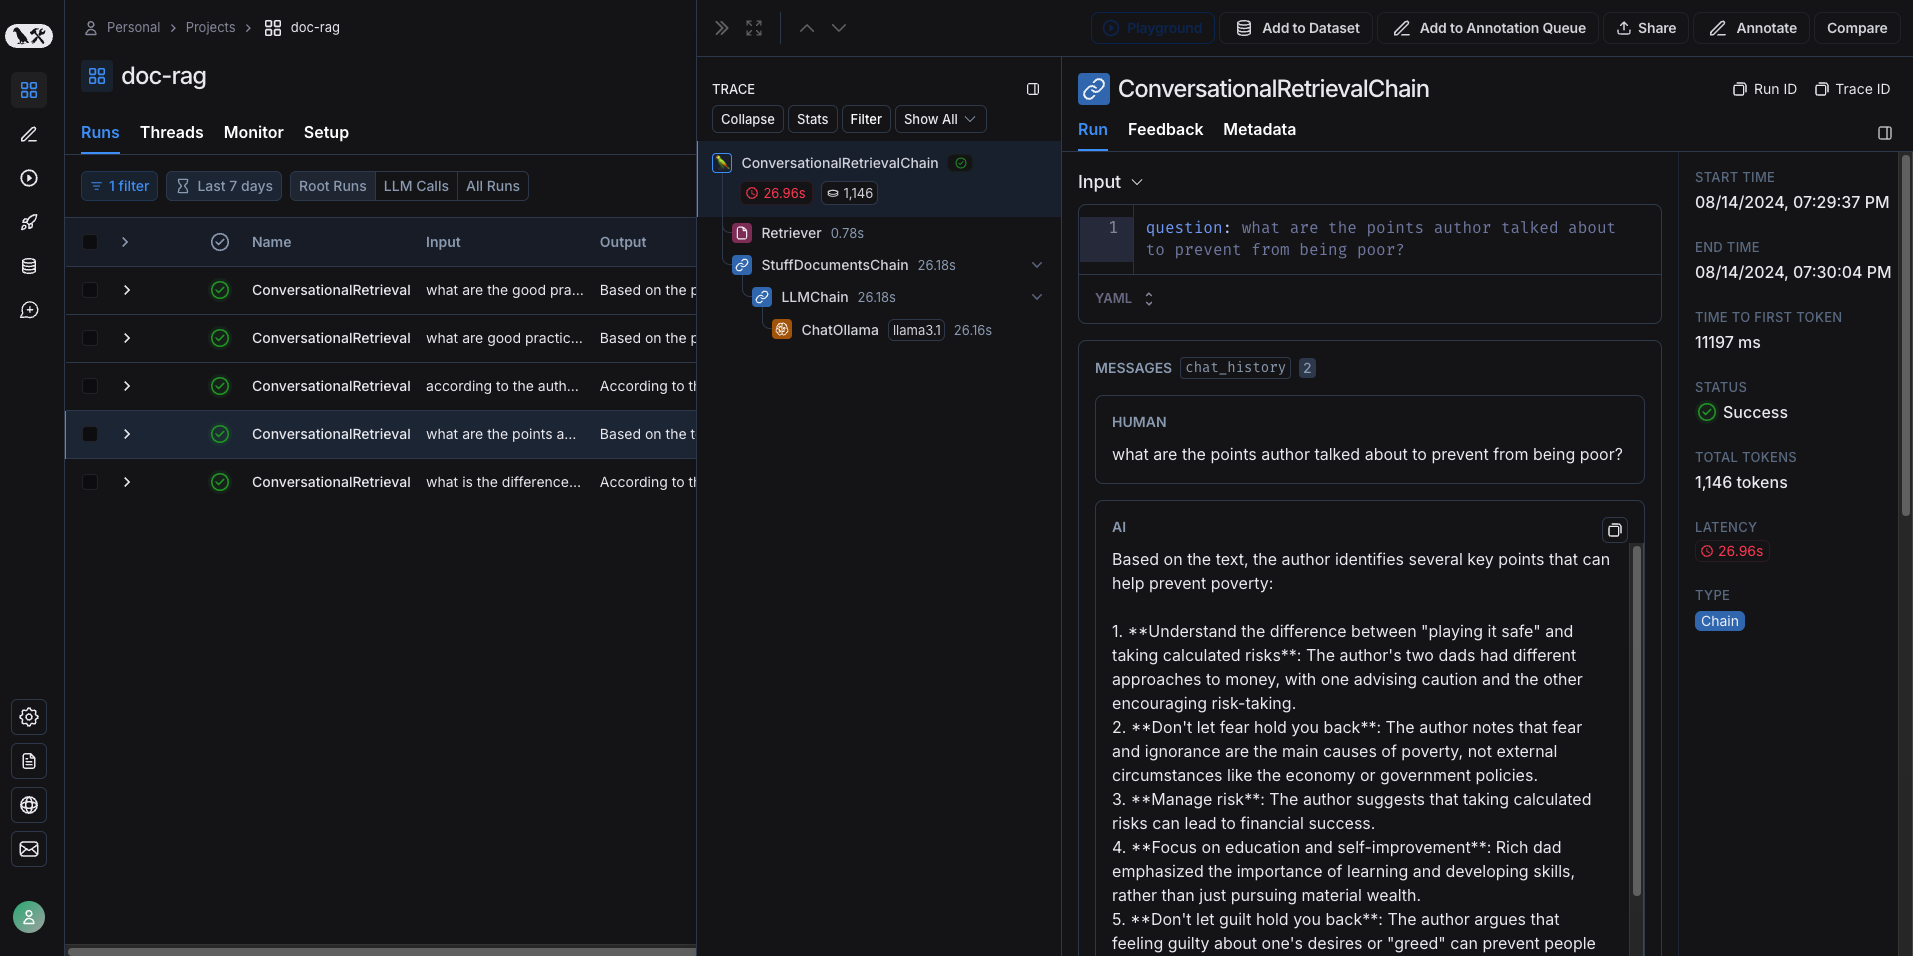 Personal > Projects > doc-rag
doc-rag
Runs Threads Monitor Setup
1 filter Last 7 days Root Runs LLM Calls All Runs
Name Input Output
ConversationalRetrieval what are the good pra... Based on the p
ConversationalRetrieval what are good practic... Based on the p
ConversationalRetrieval according to the auth... According to th
ConversationalRetrieval what are the points a... Based on the t
ConversationalRetrieval what is the difference... According to th
Playground Add to Dataset Add to Annotation Queue Share Annotate Compare
TRACE
Collapse Stats Filter Show All
ConversationalRetrievalChain
26.96s 1,146
Retriever 0.78s
StuffDocumentsChain 26.18s
LLMChain 26.18s
ChatOllama llama3.1 26.16s
ConversationalRetrievalChain Run ID Trace ID
Run Feedback Metadata
Input
1 question: what are the points author talked about
to prevent from being poor?
YAML
MESSAGES chat_history 2
HUMAN
what are the points author talked about to prevent from being poor?
AI
Based on the text, the author identifies several key points that can
help prevent poverty:
1. **Understand the difference between "playing it safe" and
taking calculated risks**: The author's two dads had different
approaches to money, with one advising caution and the other
encouraging risk-taking.
2. **Don't let fear hold you back**: The author notes that fear
and ignorance are the main causes of poverty, not external
circumstances like the economy or government policies.
3. **Manage risk**: The author suggests that taking calculated
risks can lead to financial success.
4. **Focus on education and self-improvement**: Rich dad
emphasized the importance of learning and developing skills,
rather than just pursuing material wealth.
5. **Don't let guilt hold you back**: The author argues that
feeling guilty about one's desires or "greed" can prevent people
START TIME
08/14/2024, 07:29:37 PM
END TIME
08/14/2024, 07:30:04 PM
TIME TO FIRST TOKEN
11197 ms
STATUS
Success
TOTAL TOKENS
1,146 tokens
LATENCY
26.96s
TYPE
Chain